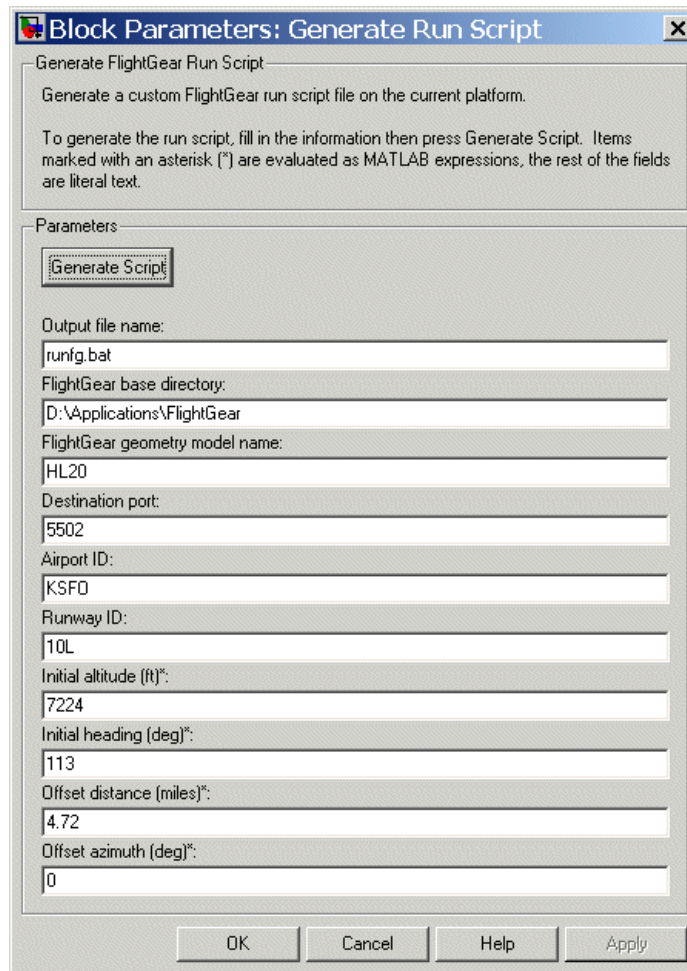 Block Parameters: Generate Run Script
Generate FlightGear Run Script
Generate a custom FlightGear run script file on the current platform.
To generate the run script, fill in the information then press Generate Script.  Items
marked with an asterisk (*) are evaluated as MATLAB expressions, the rest of the fields
are literal text.
Parameters
Generate Script
Output file name:
runfg.bat
FlightGear base directory:
D:\Applications\FlightGear
FlightGear geometry model name:
HL20
Destination port:
5502
Airport ID:
KSFO
Runway ID:
10L
Initial altitude (ft)*:
7224
Initial heading (deg)*:
113
Offset distance (miles)*:
4.72
Offset azimuth (deg)*:
0
OK Cancel Help Apply